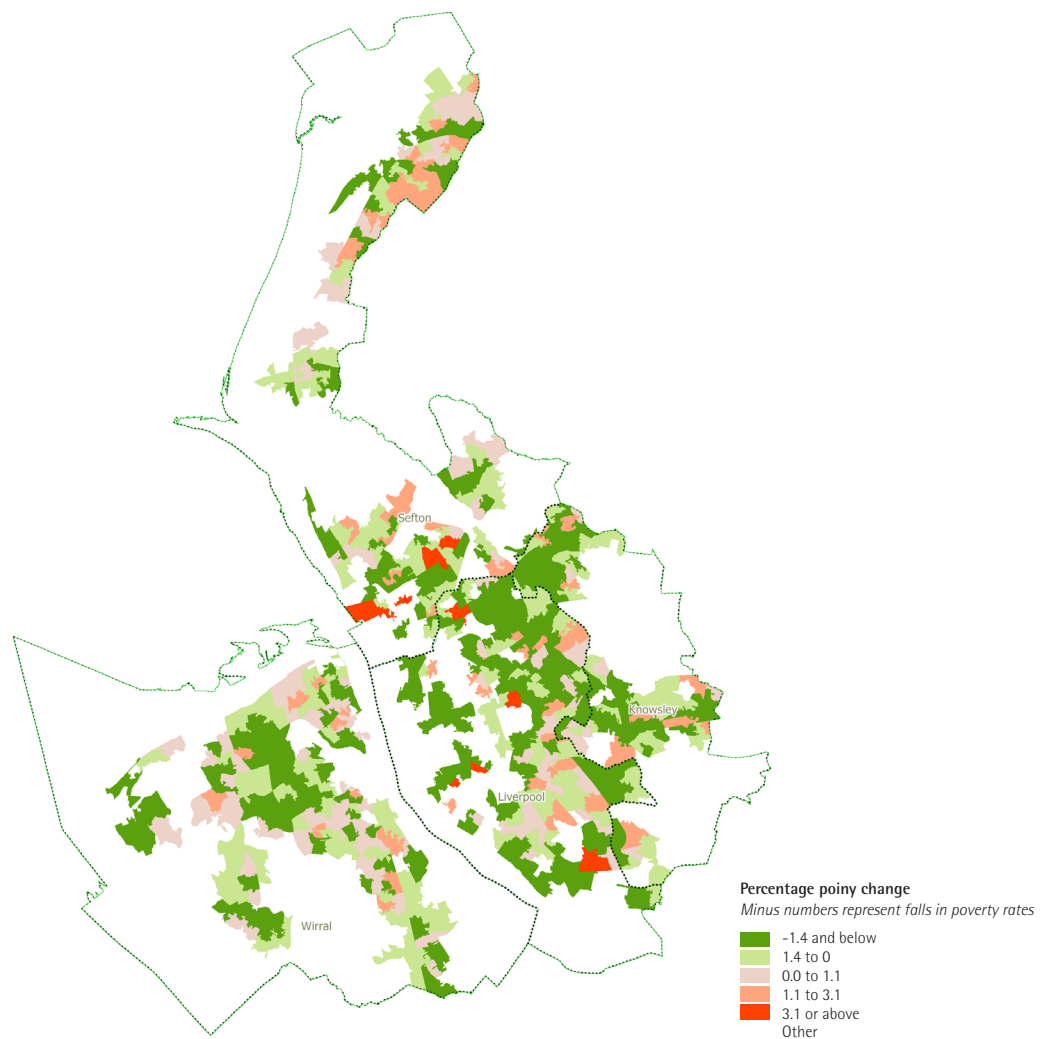 Sefton
Knowsley
Liverpool
Wirral
Percentage poiny change
Minus numbers represent falls in poverty rates
-1.4 and below
1.4 to 0
0.0 to 1.1
1.1 to 3.1
3.1 or above
Other